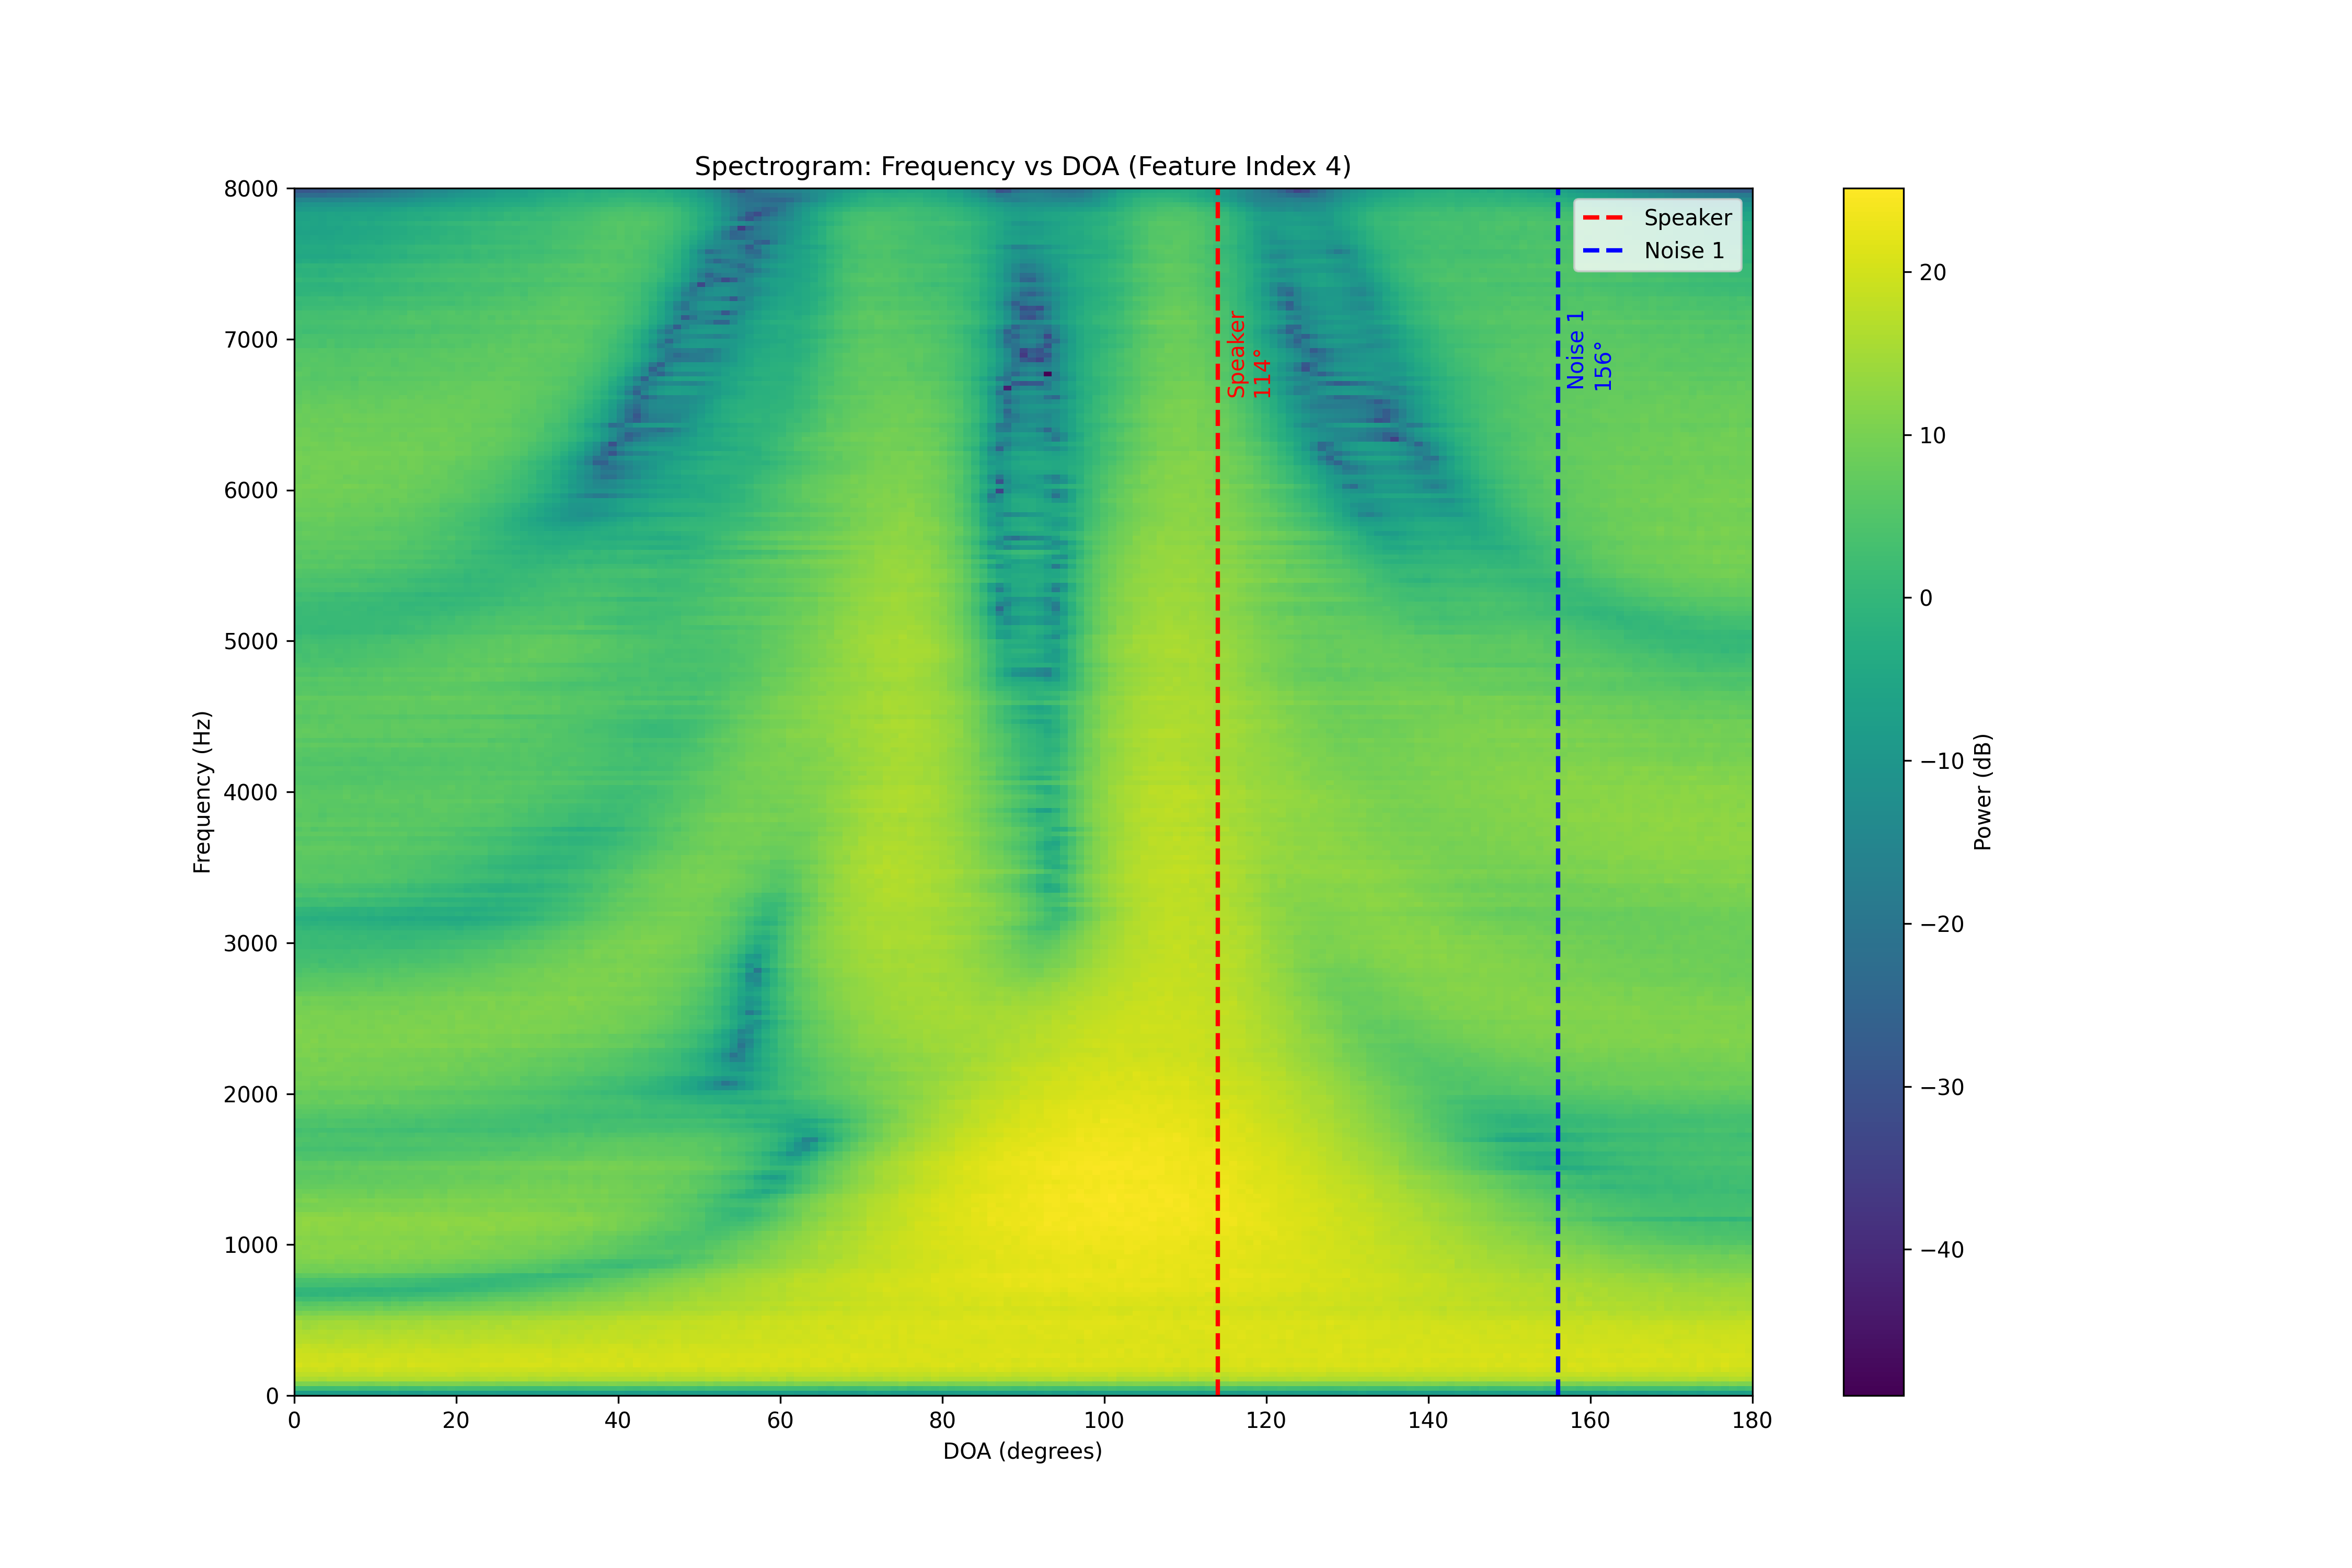 Spectrogram: Frequency vs DOA (Feature Index 4)
8000
7000
6000
5000
4000
3000
2000
1000
0
Frequency (Hz)
0 20 40 60 80 100 120 140 160 180
DOA (degrees)
Speaker
Noise 1
Speaker
114°
Noise 1
156°
20
10
0
−10
−20
−30
−40
Power (dB)